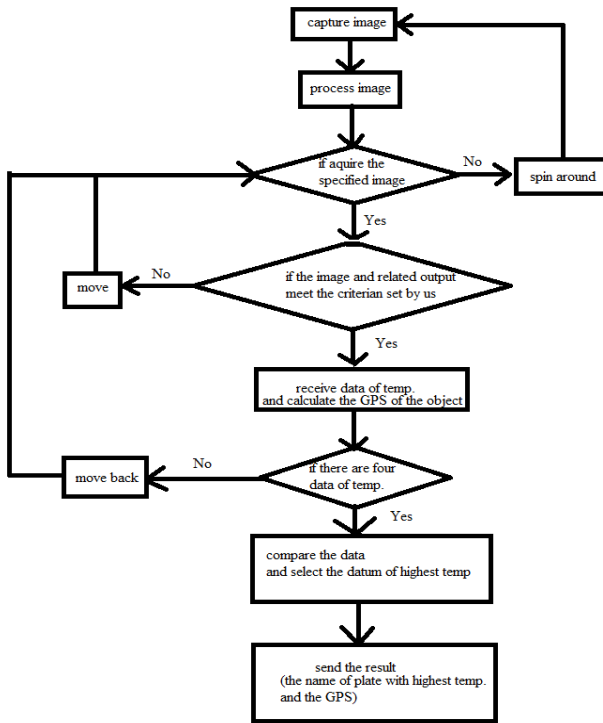 capture image
process image
if aquire the
specified image
No
spin around
Yes
if the image and related output
meet the criterian set by us
No
move
Yes
receive data of temp.
and calculate the GPS of the object
if there are four
data of temp.
No
move back
Yes
compare the data
and select the datum of highest temp
send the result
(the name of plate with highest temp.
and the GPS)